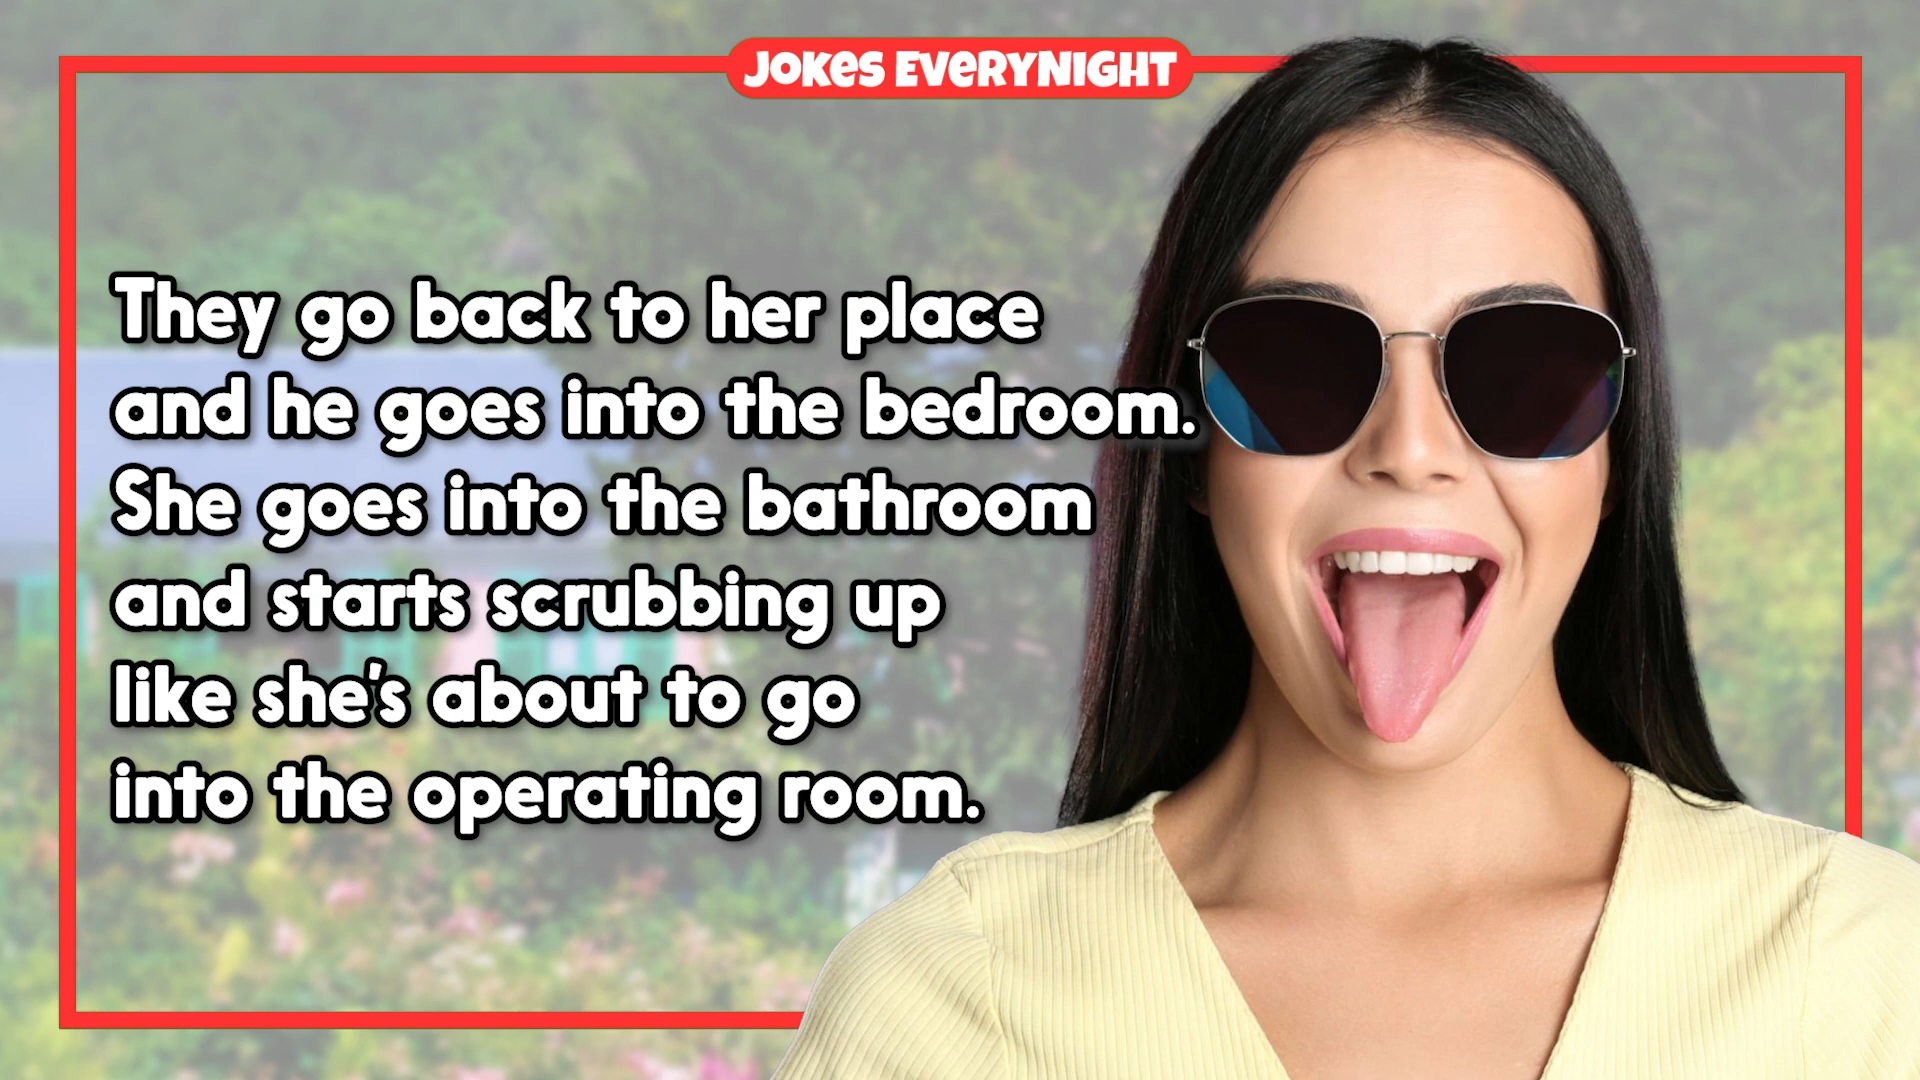 JOKES EVERYNIGHT
They go back to her place
and he goes into the bedroom.
She goes into the bathroom
and starts scrubbing up
like she's about to go
into the operating room.